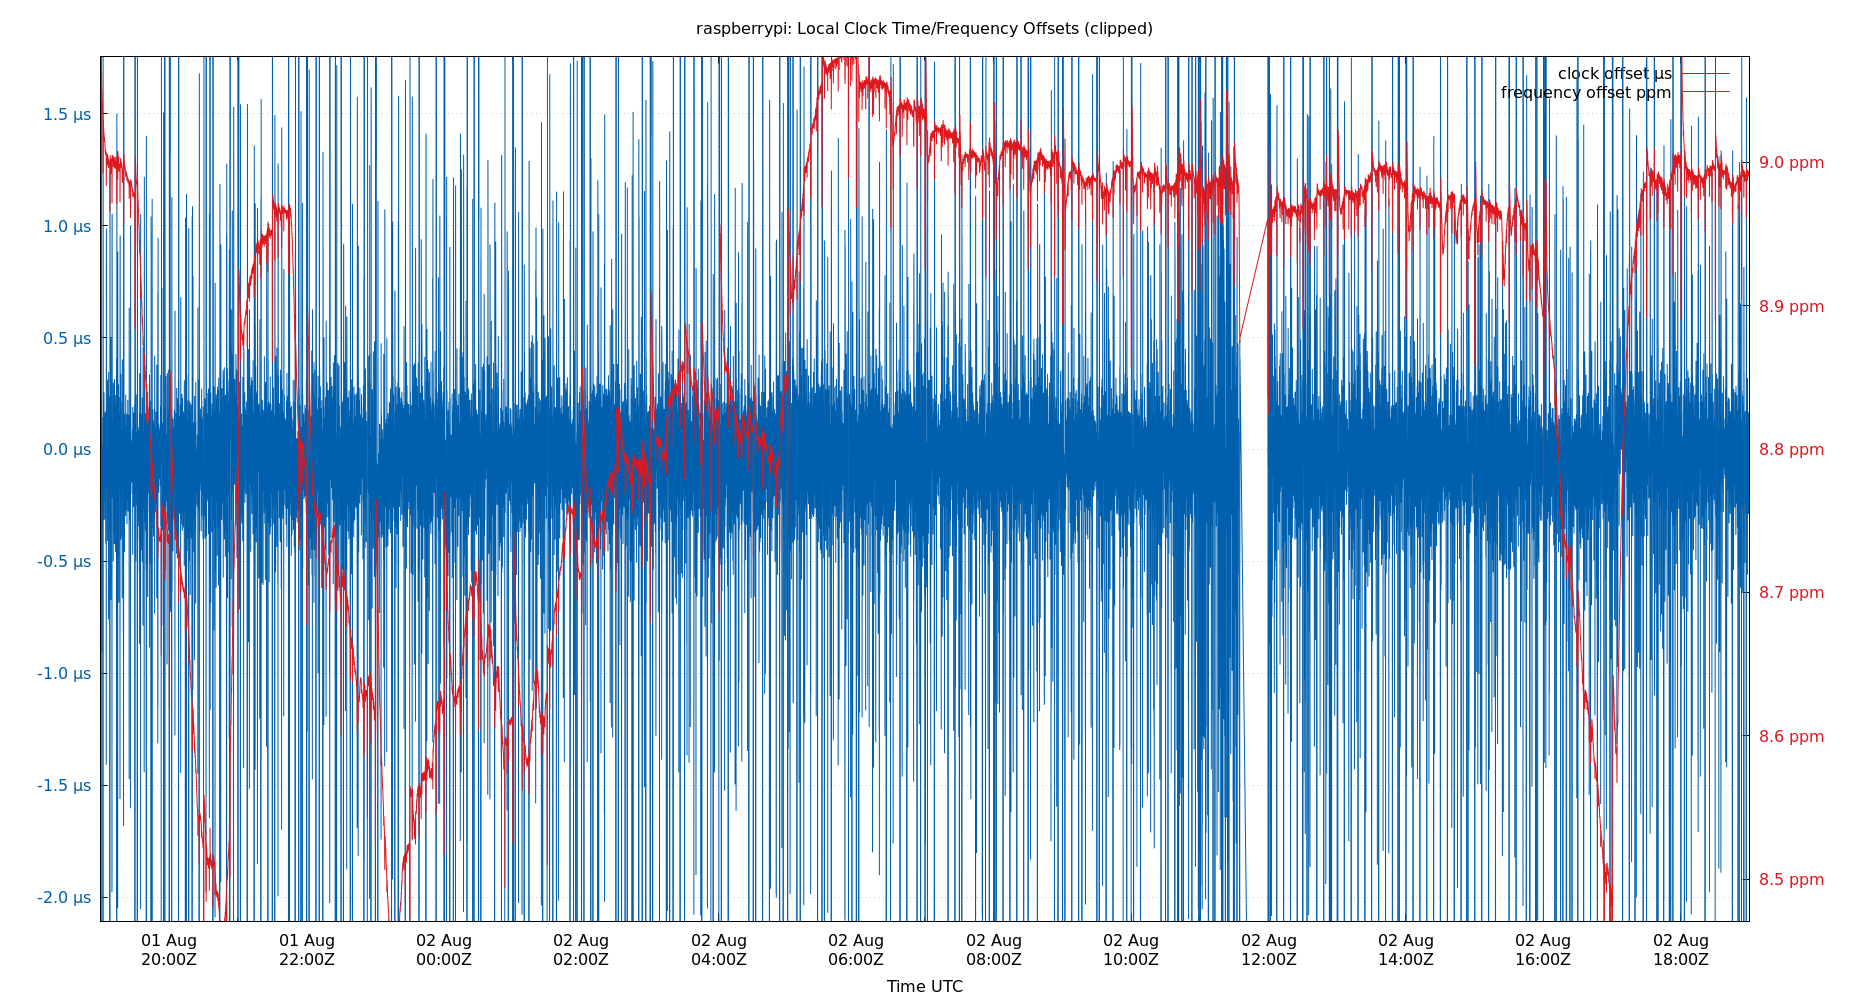 raspberrypi: Local Clock Time/Frequency Offsets (clipped)
clock offset µs
frequency offset ppm
1.5 µs
1.0 µs
0.5 µs
0.0 µs
-0.5 µs
-1.0 µs
-1.5 µs
-2.0 µs
9.0 ppm
8.9 ppm
8.8 ppm
8.7 ppm
8.6 ppm
8.5 ppm
01 Aug 01 Aug 02 Aug 02 Aug 02 Aug 02 Aug 02 Aug 02 Aug 02 Aug 02 Aug 02 Aug 02 Aug
20:00Z 22:00Z 00:00Z 02:00Z 04:00Z 06:00Z 08:00Z 10:00Z 12:00Z 14:00Z 16:00Z 18:00Z
Time UTC